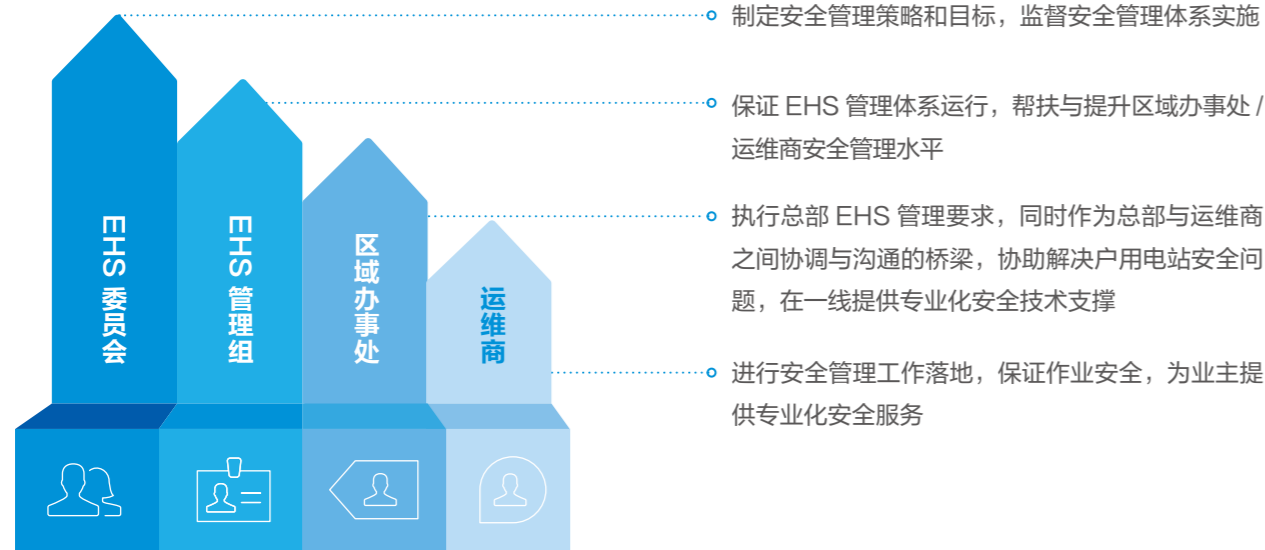 制定安全管理策略和目标，监督安全管理体系实施
保证 EHS 管理体系运行，帮扶与提升区域办事处 /
运维商安全管理水平
执行总部 EHS 管理要求，同时作为总部与运维商
之间协调与沟通的桥梁，协助解决户用电站安全问
题，在一线提供专业化安全技术支撑
进行安全管理工作落地，保证作业安全，为业主提
供专业化安全服务
EHS 委员会
EHS 管理组
区域办事处
运维商